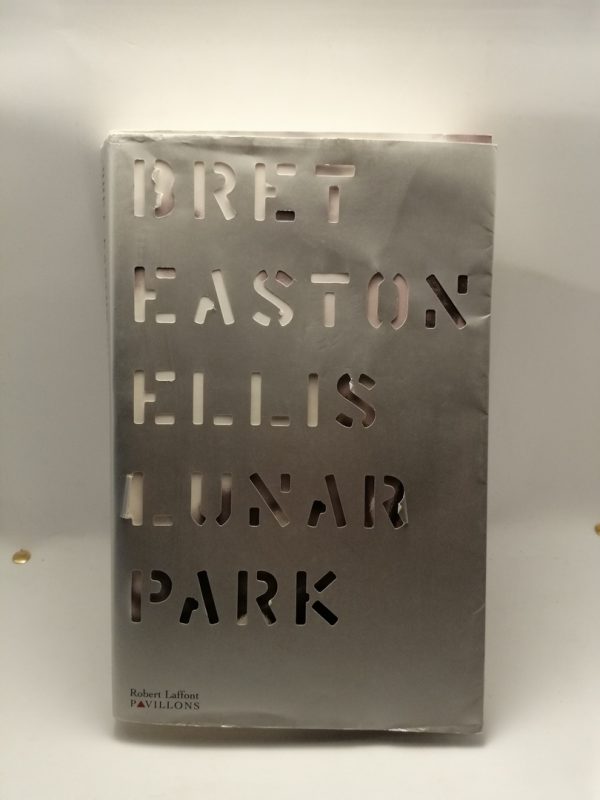 BRET
EASTON
ELLIS
LUNAR
PARK
Robert Laffont
PAVILLONS